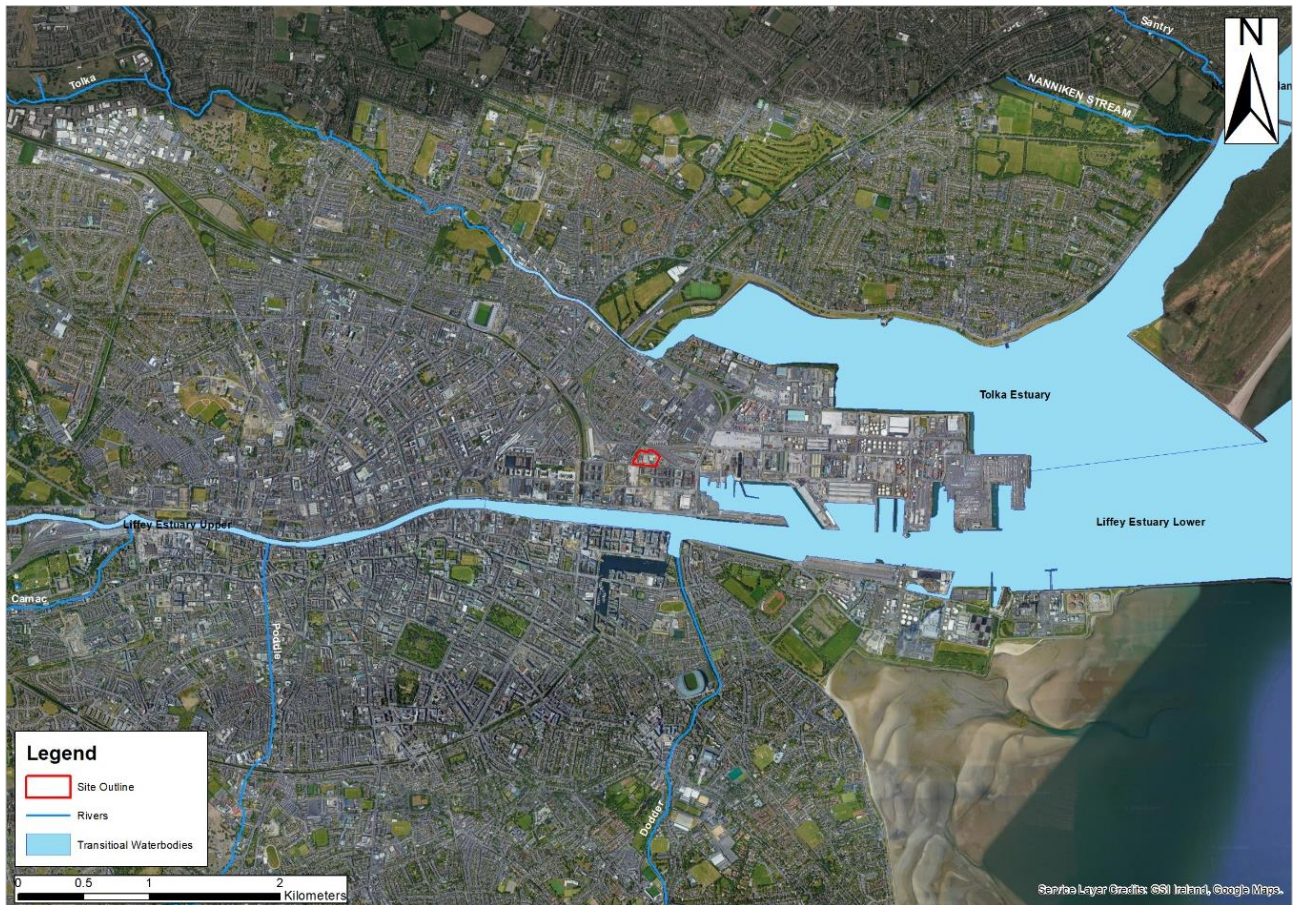 Santry
N
Tolka
NANNIKEN STREAM
Tolka Estuary
Liffey Estuary Upper
Liffey Estuary Lower
Camac
Poddle
Dodder
Legend
Site Outline
Rivers
Transitioal Waterbodies
0 0.5 1 2
Kilometers
Service Layer Credits: GSI Ireland, Google Maps.